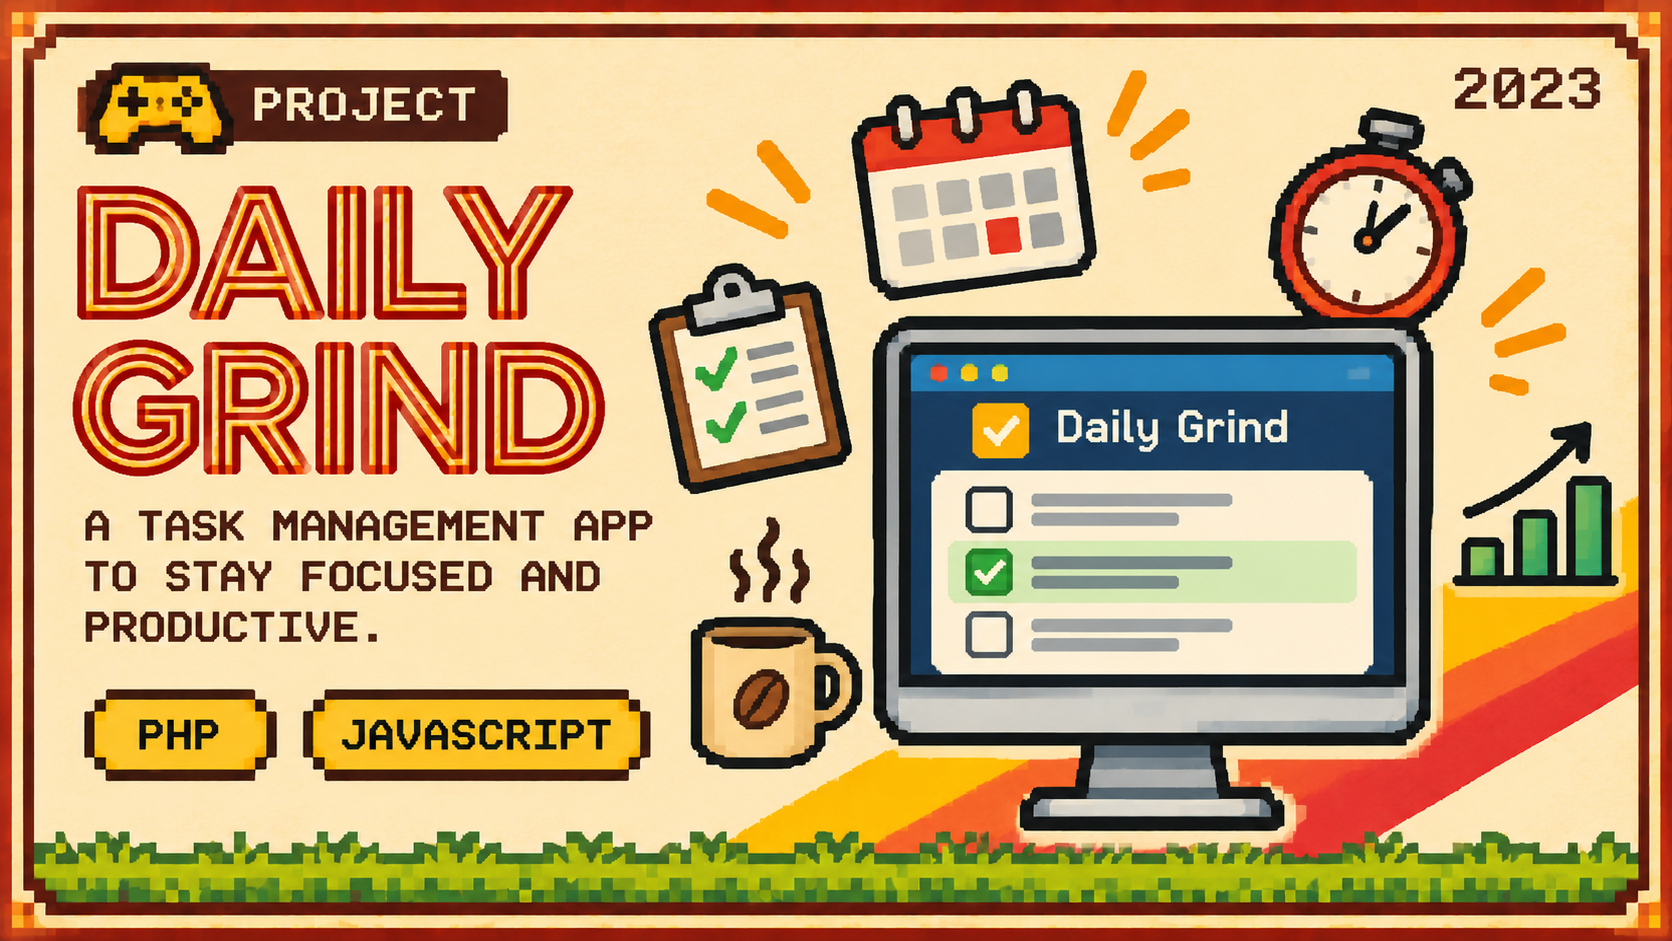 PROJECT
2023
DAILY
GRIND
A TASK MANAGEMENT APP
TO STAY FOCUSED AND
PRODUCTIVE.
PHP
JAVASCRIPT
Daily Grind